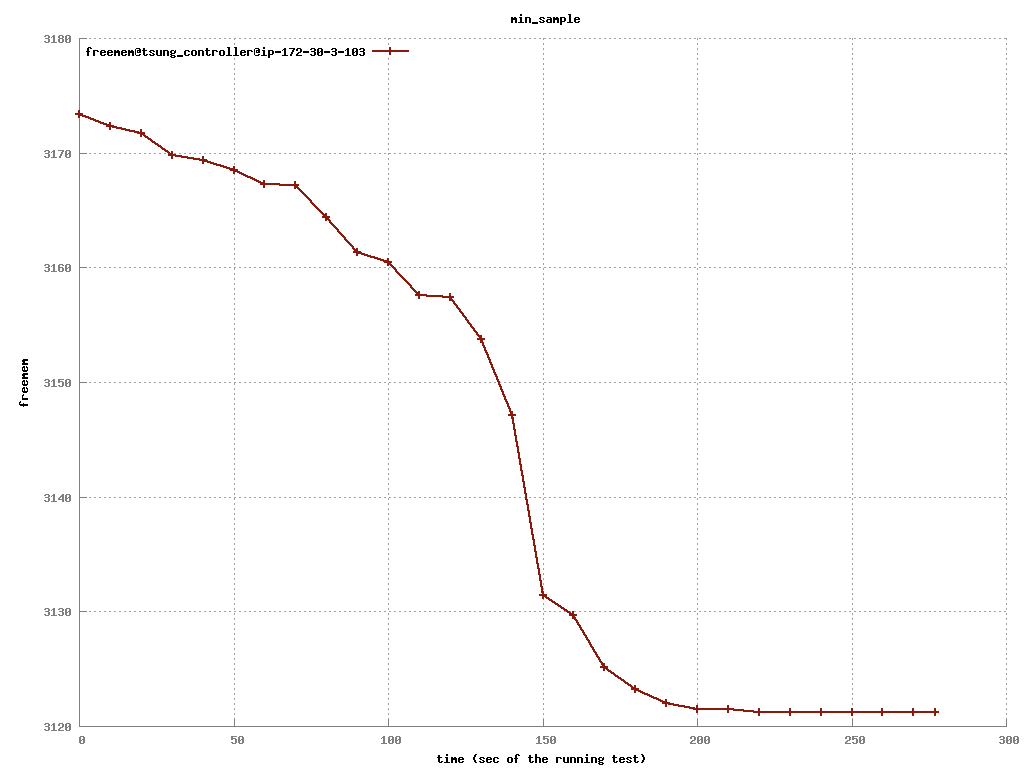 min_sample
3180
freemem@tsung_controller@ip-172-30-3-103
3170
3160
3150
3140
3130
3120
freemem
0 50 100 150 200 250 300
time (sec of the running test)